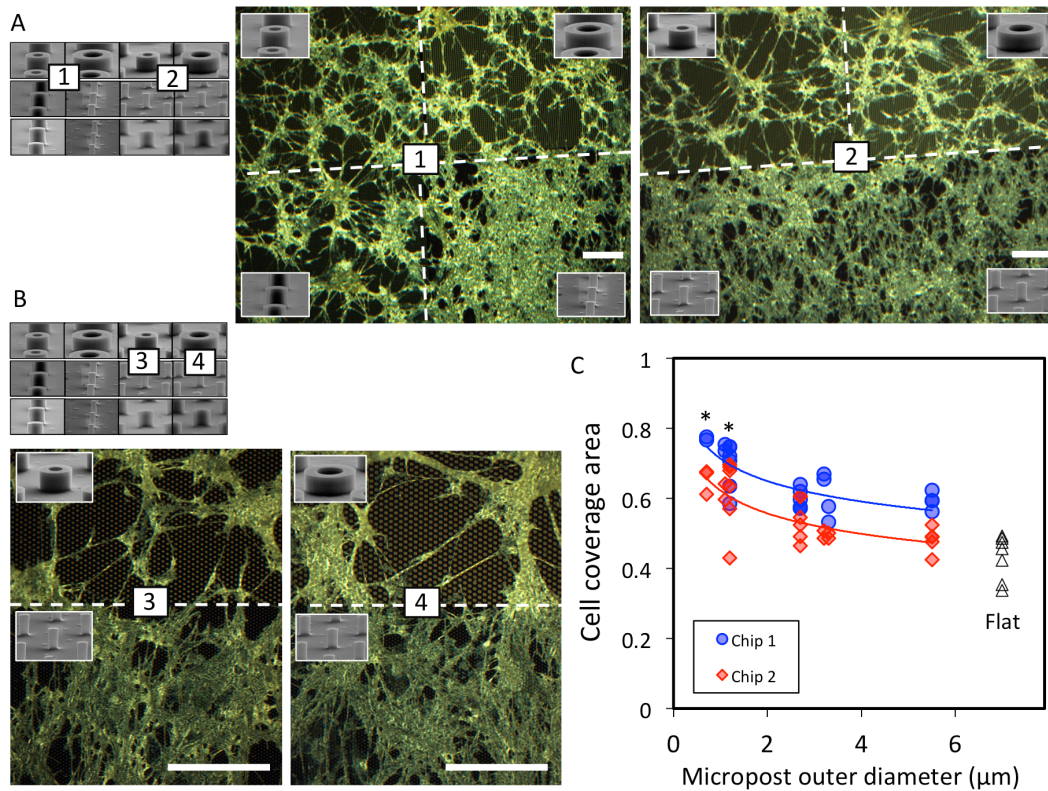 A
1
2
1
2
B
3
4
3
4
C
Cell coverage area
1
0.8
0.6
0.4
0.2
0
* *
Flat
Chip 1
Chip 2
0 2 4 6
Micropost outer diameter (μm)